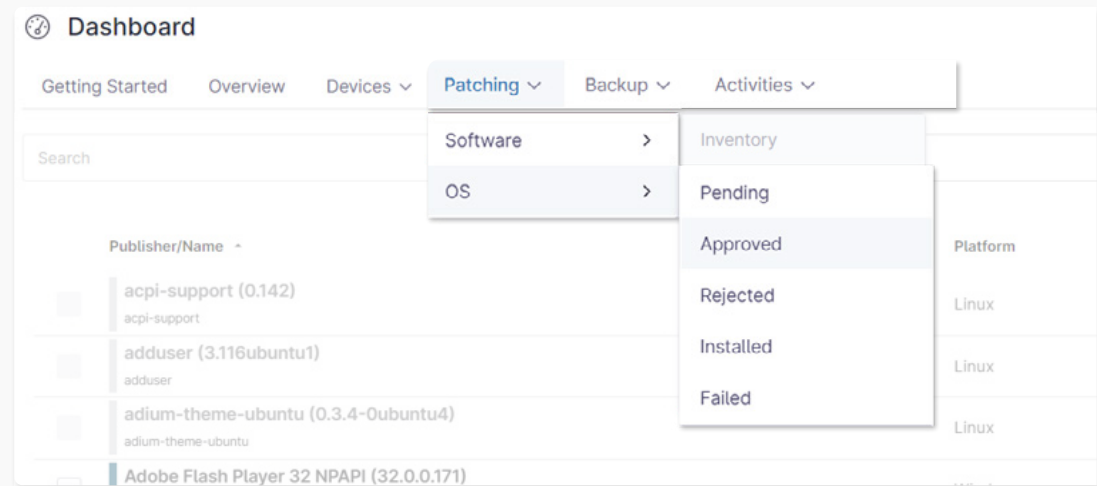 Dashboard
Getting Started Overview Devices Patching Backup Activities
Search
Software
OS
Inventory
Pending
Approved
Rejected
Installed
Failed
Publisher/Name Platform
acpi-support (0.142)
acpi-support
Linux
adduser (3.116ubuntu1)
adduser
Linux
adium-theme-ubuntu (0.3.4-0ubuntu4)
adium-theme-ubuntu
Linux
Adobe Flash Player 32 NPAPI (32.0.0.171)